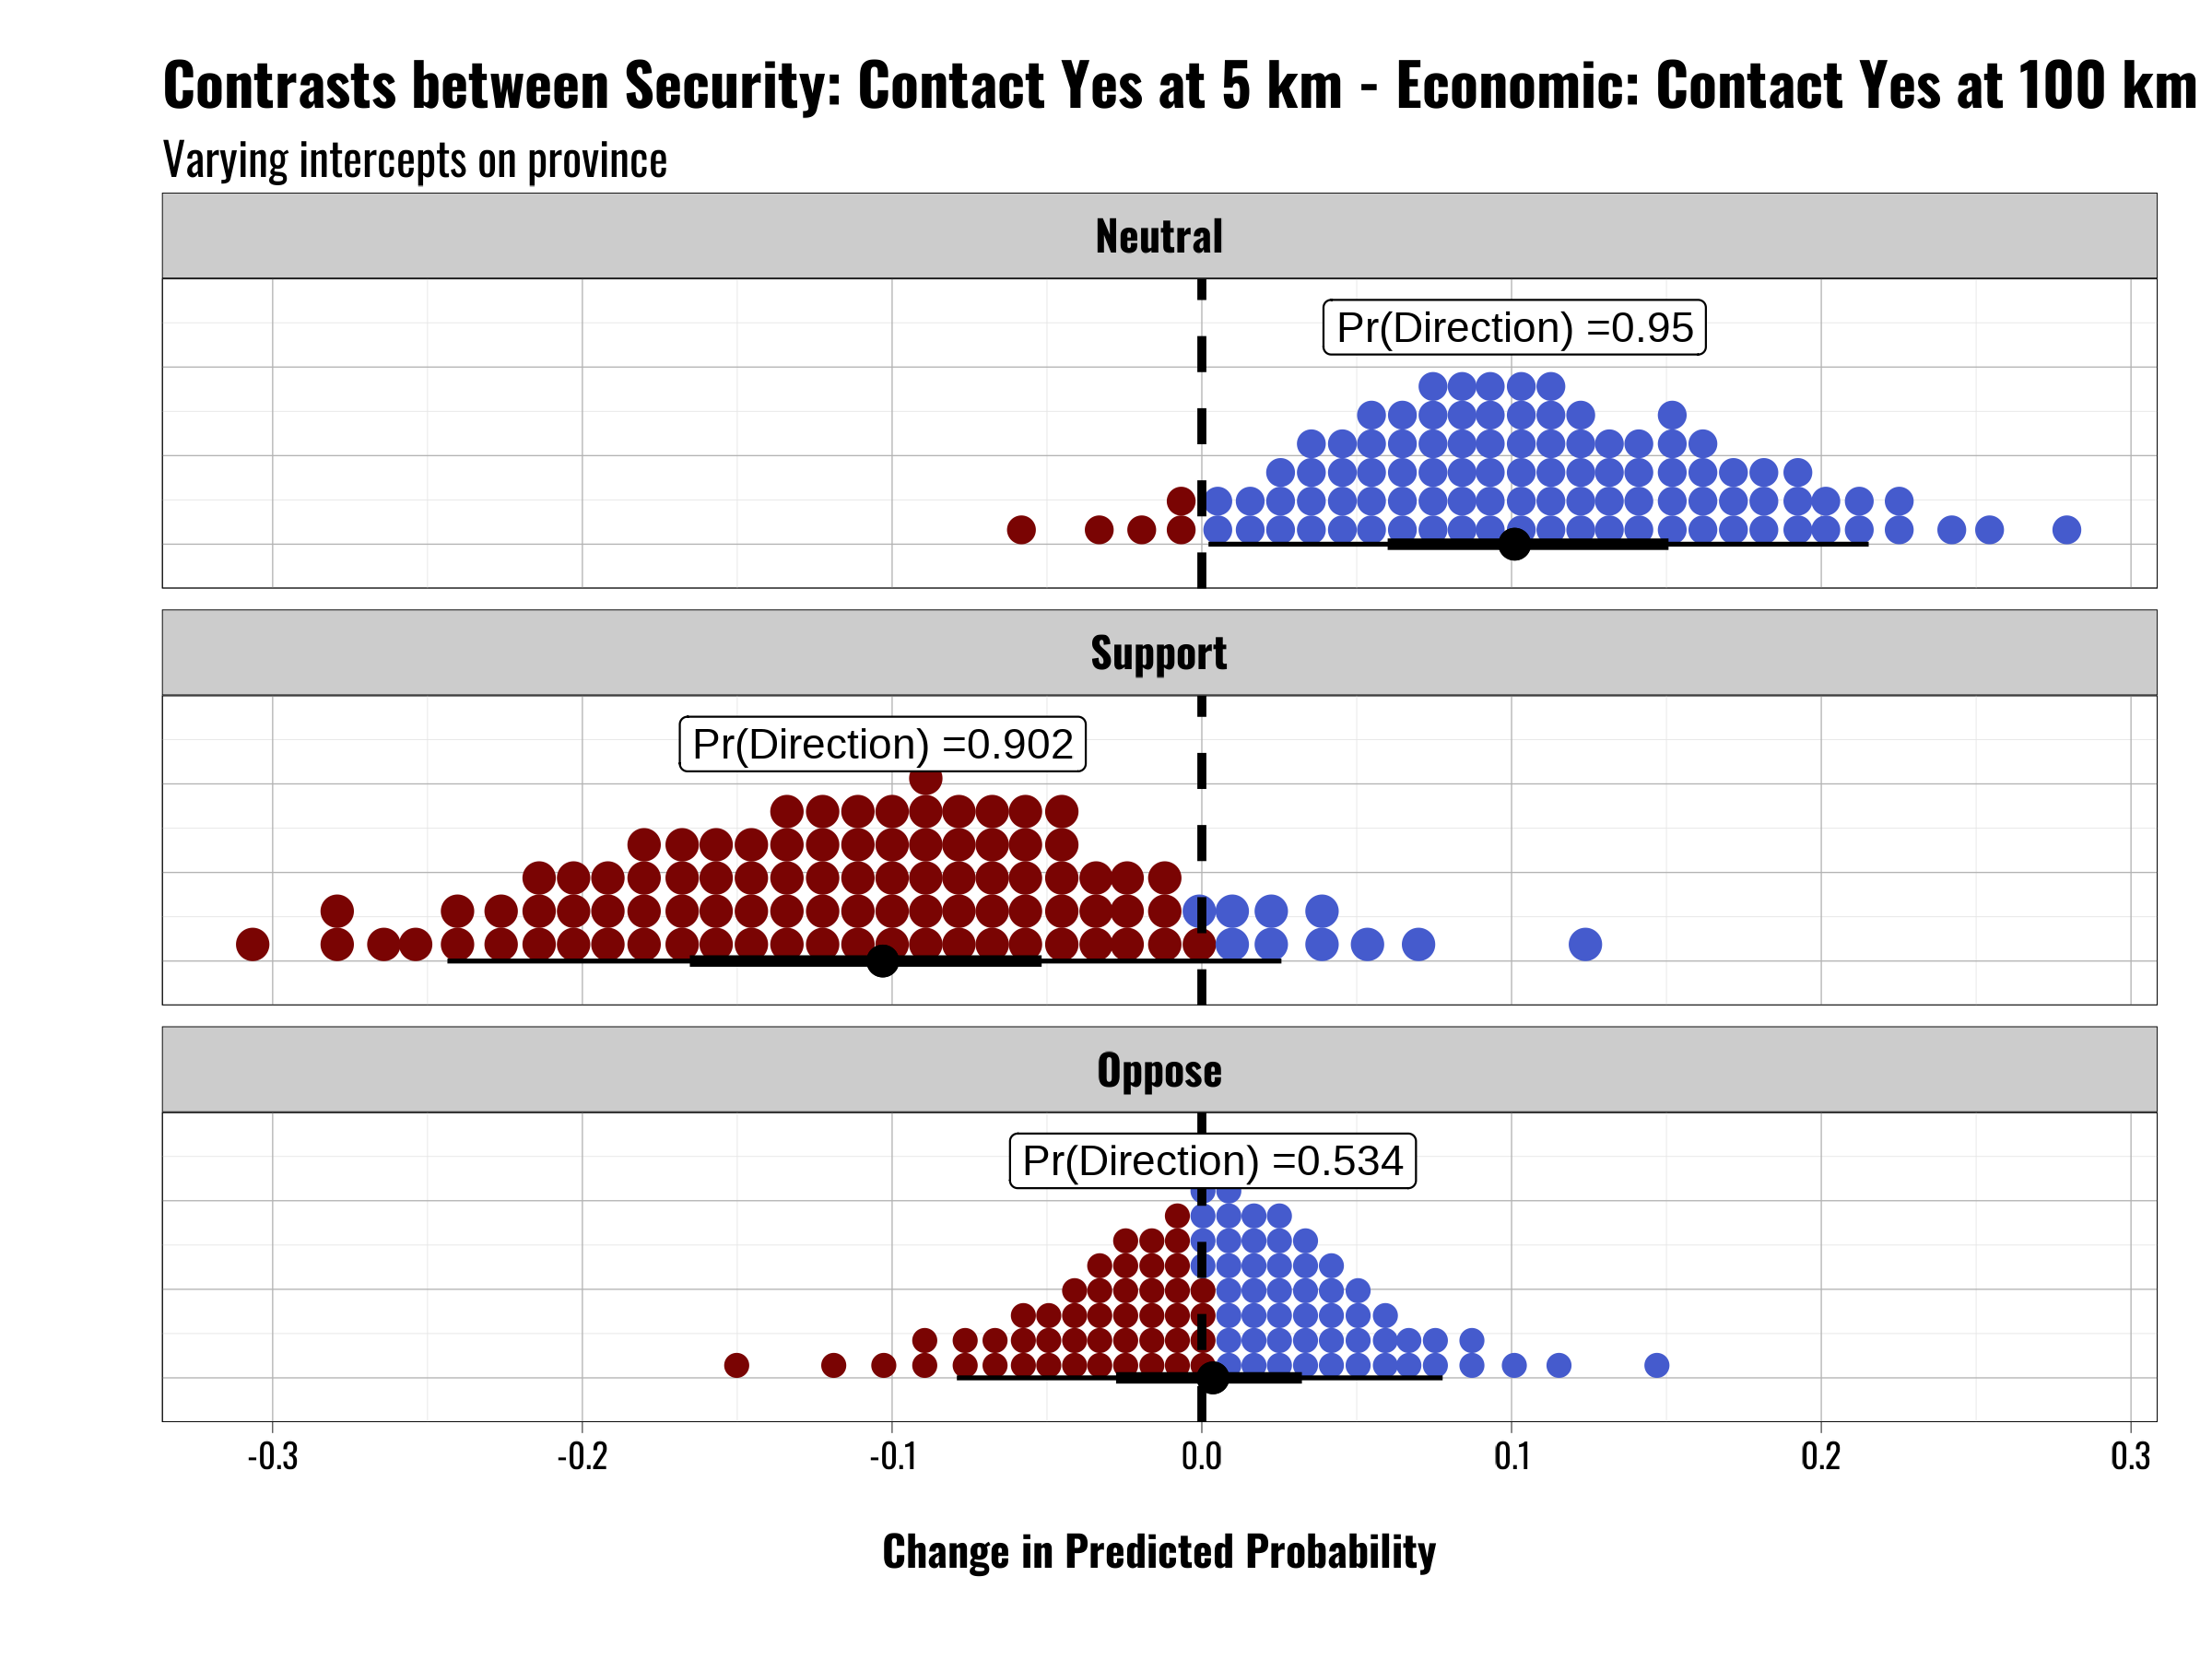 Contrasts between Security: Contact Yes at 5 km - Economic: Contact Yes at 100 km
Varying intercepts on province
Neutral
Pr(Direction) =0.95
Support
Pr(Direction) =0.902
Oppose
Pr(Direction) =0.534
-0.3 -0.2 -0.1 0.0 0.1 0.2 0.3
Change in Predicted Probability